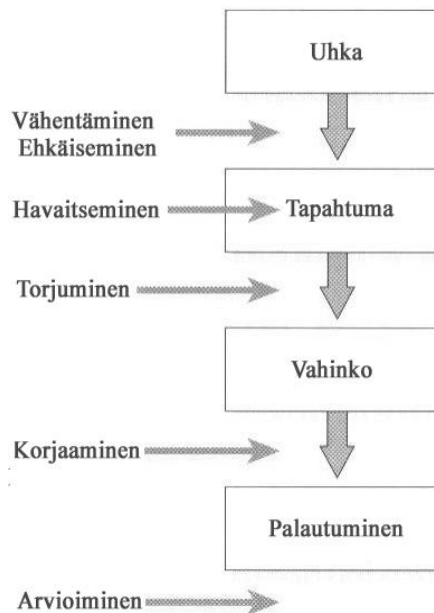 Uhka
Vähentäminen
Ehkäiseminen
Havaitseminen
Tapahtuma
Torjuminen
Vahinko
Korjaaminen
Palautuminen
Arvioiminen